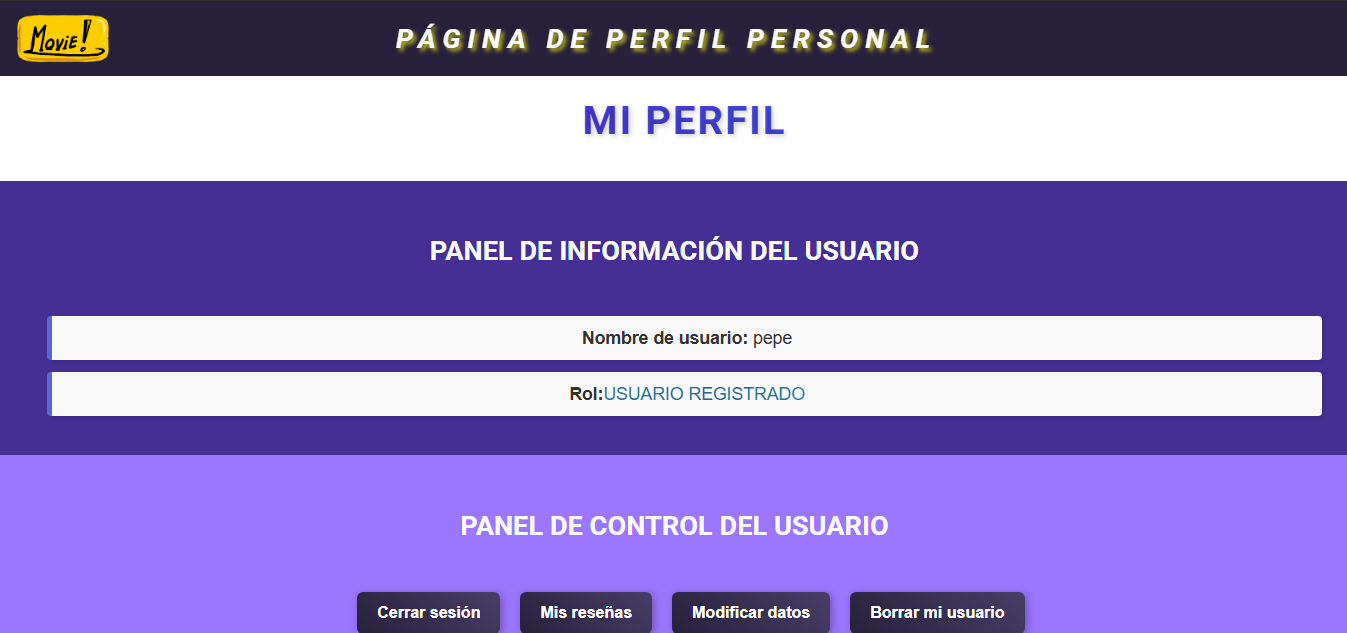 Movie!
PÁGINA DE PERFIL PERSONAL
MI PERFIL
PANEL DE INFORMACIÓN DEL USUARIO
Nombre de usuario: pepe
Rol:USUARIO REGISTRADO
PANEL DE CONTROL DEL USUARIO
Cerrar sesión Mis reseñas Modificar datos Borrar mi usuario